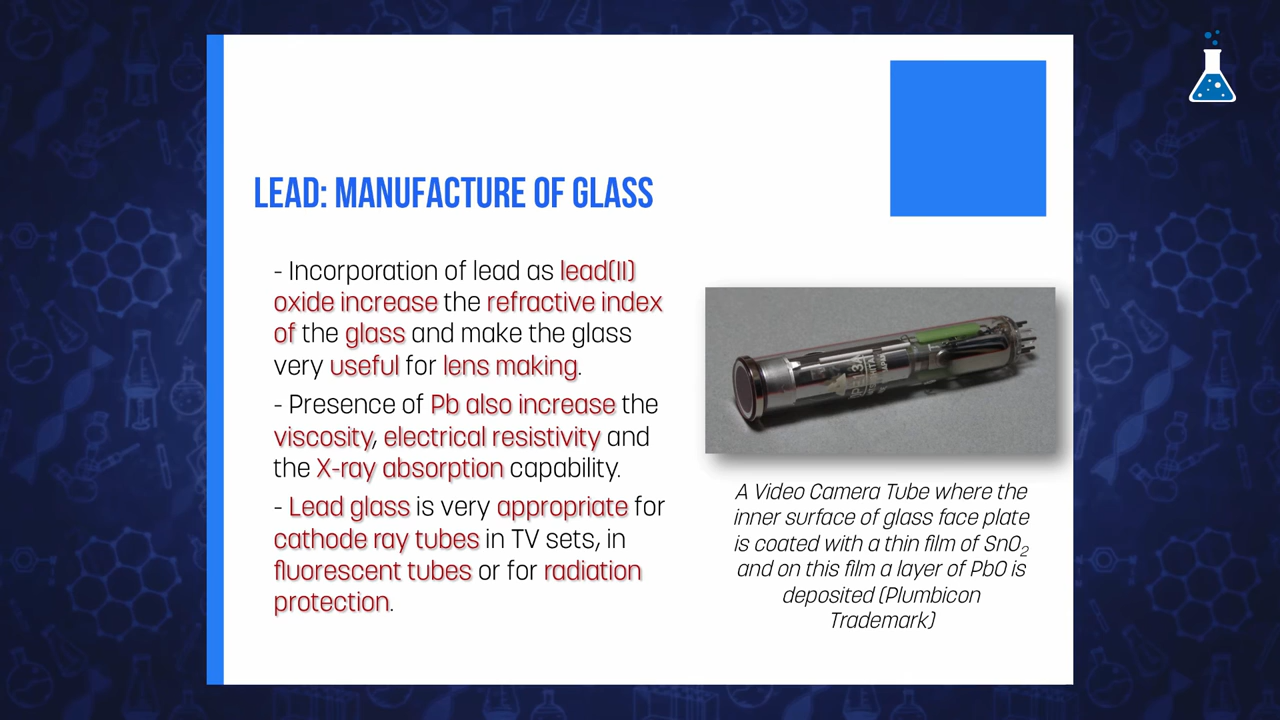 LEAD: MANUFACTURE OF GLASS
- Incorporation of lead as lead(II)
oxide increase the refractive index
of the glass and make the glass
very useful for lens making.
- Presence of Pb also increase the
viscosity, electrical resistivity and
the X-ray absorption capability.
- Lead glass is very appropriate for
cathode ray tubes in TV sets, in
fluorescent tubes or for radiation
protection.
A Video Camera Tube where the
inner surface of glass face plate
is coated with a thin film of SnO₂
and on this film a layer of PbO is
deposited (Plumbicon
Trademark)